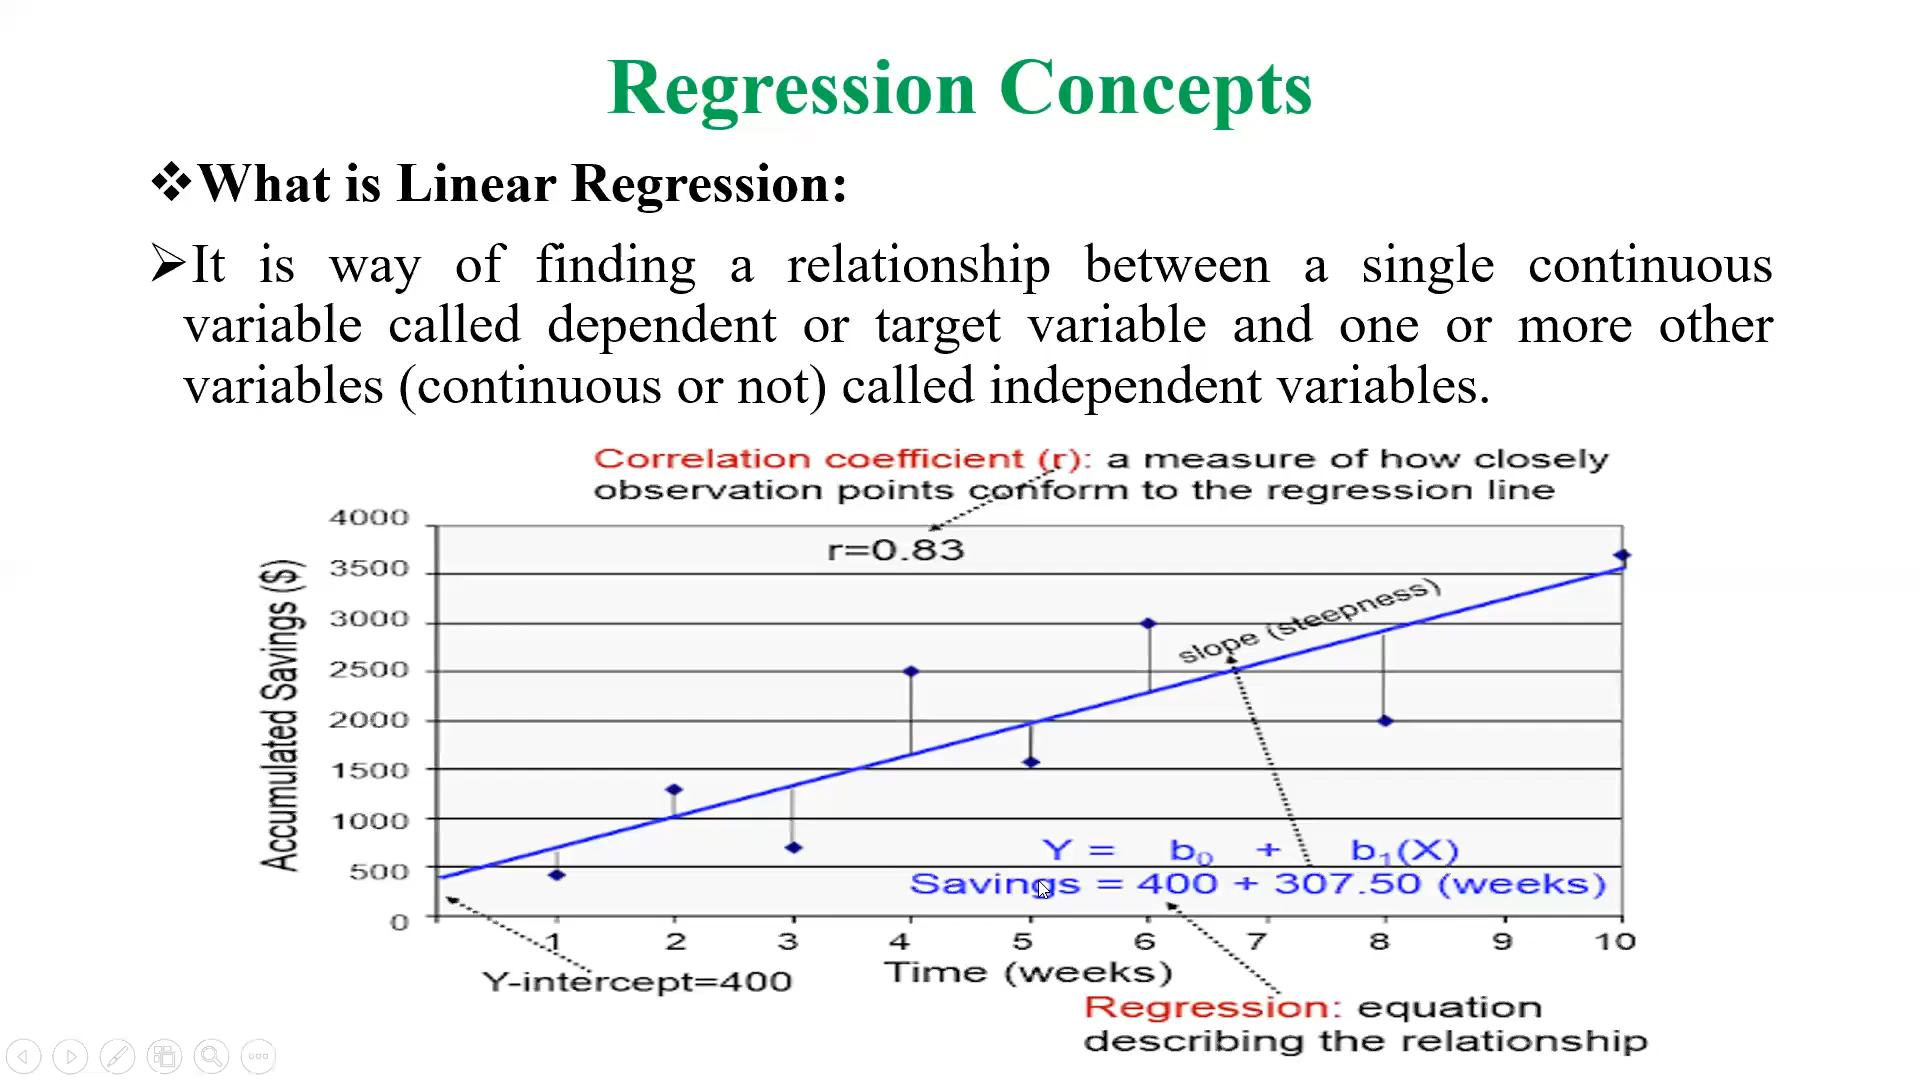 Regression Concepts
❖What is Linear Regression:
➢It is way of finding a relationship between a single continuous
variable called dependent or target variable and one or more other
variables (continuous or not) called independent variables.
Correlation coefficient (r): a measure of how closely
observation points conform to the regression line
4000
r=0.83
3500
3000
2500
2000
1500
1000
500
0
Accumulated Savings ($)
slope (steepness)
Y = b₀ + b₁(X)
Savings = 400 + 307.50 (weeks)
1 2 3 4 5 6 7 8 9 10
Time (weeks)
Y-intercept=400
Regression: equation
describing the relationship